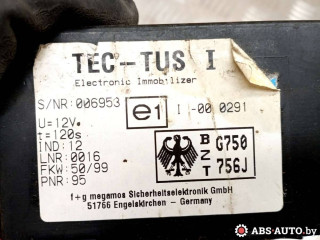 TEC-TUS I
Electronic Immobilizer
S/NR:006953
e1 I -00 0291
U=12V.
t=120s
IND:12
LNR:0016
FKW:50/99
PNR:95
B Z T G750 756J
f+g megamos Sicherheitselektronik GmbH
51766 Engelskirchen - Germany
ABS-AUTO.by